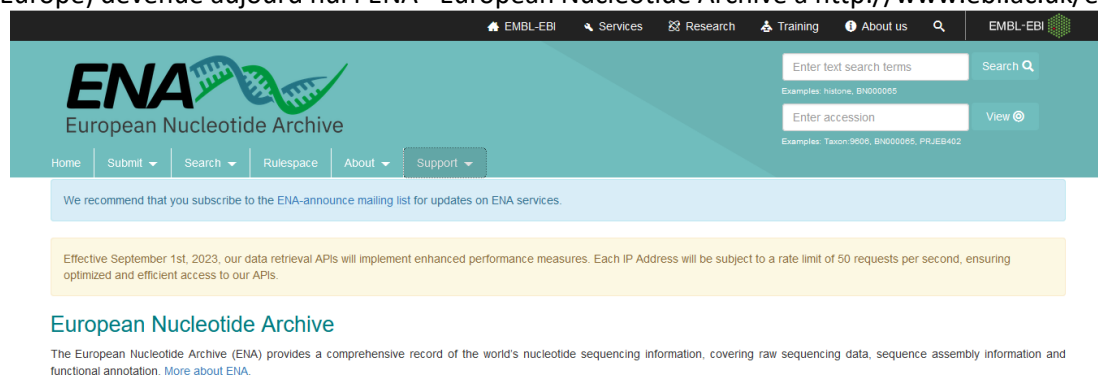 Europe) devenue aujourd'hui l'ENA - European Nucleotide Archive à http://www.ebi.ac.uk/e
EMBL-EBI Services Research Training About us EMBL-EBI
ENA
European Nucleotide Archive
Enter text search terms Search
Examples: histone, BN000065
Enter accession View
Examples: Taxon:9606, BN000065, PRJEB402
Home Submit Search Rulespace About Support
We recommend that you subscribe to the ENA-announce mailing list for updates on ENA services.
Effective September 1st, 2023, our data retrieval APIs will implement enhanced performance measures. Each IP Address will be subject to a rate limit of 50 requests per second, ensuring
optimized and efficient access to our APIs.
European Nucleotide Archive
The European Nucleotide Archive (ENA) provides a comprehensive record of the world's nucleotide sequencing information, covering raw sequencing data, sequence assembly information and
functional annotation. More about ENA.